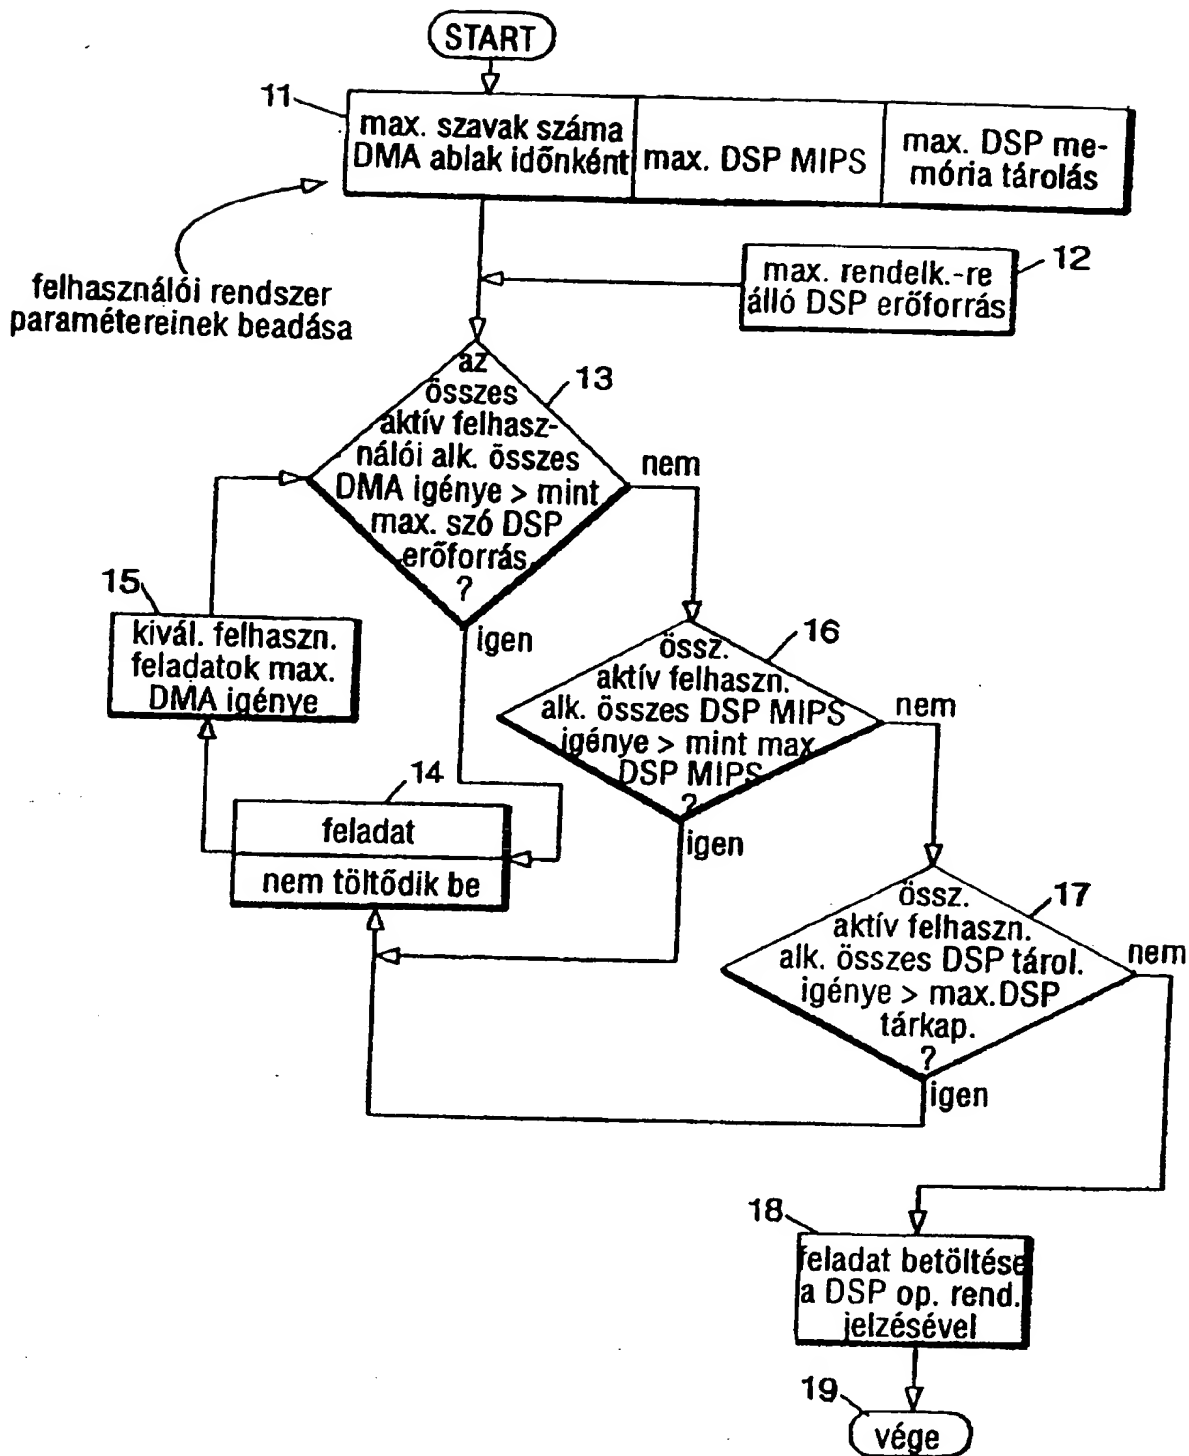 START
11
max. szavak száma
DMA ablak időnként
max. DSP MIPS
max. DSP me-
mória tárolás
felhasználói rendszer
paramétereinek beadása
12
max. rendelk.-re
álló DSP erőforrás
13
az
összes
aktív felhasz-
nálói alk. összes
DMA igénye > mint
max. szó DSP
erőforrás
?
nem
igen
15
kivál. felhaszn.
feladatok max.
DMA igénye
14
feladat
nem töltődik be
16
össz.
aktív felhaszn.
alk. összes DSP MIPS
igénye > mint max.
DSP MIPS
?
nem
igen
17
össz.
aktív felhaszn.
alk. összes DSP tárol.
igénye > max.DSP
tárkap.
?
nem
igen
18
feladat betöltése
a DSP op. rend.
jelzésével
19
vége